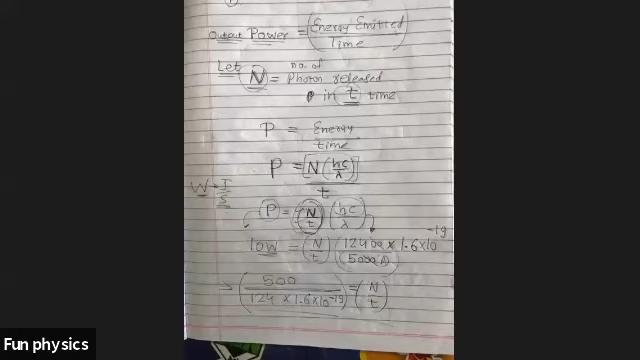 Output Power = (Energy Emitted / Time)
Let N = no. of Photon released
in t time
P = Energy / time
P = [N (hc/λ)] / t
W = J/S
P = (N/t) (hc/λ)
10W = (N/t) (12400 × 1.6×10⁻¹⁹ / 5000 Å)
→ (500 / 124 × 1.6×10⁻¹⁹) = (N/t)
Fun physics